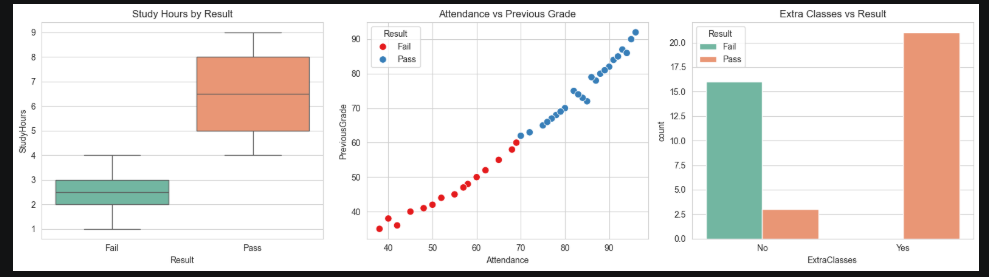 Study Hours by Result
StudyHours
9
8
7
6
5
4
3
2
1
Fail
Pass
Result
Attendance vs Previous Grade
PreviousGrade
90
80
70
60
50
40
Result
Fail
Pass
40
50
60
70
80
90
Attendance
Extra Classes vs Result
count
20.0
17.5
15.0
12.5
10.0
7.5
5.0
2.5
0.0
Result
Fail
Pass
No
Yes
ExtraClasses